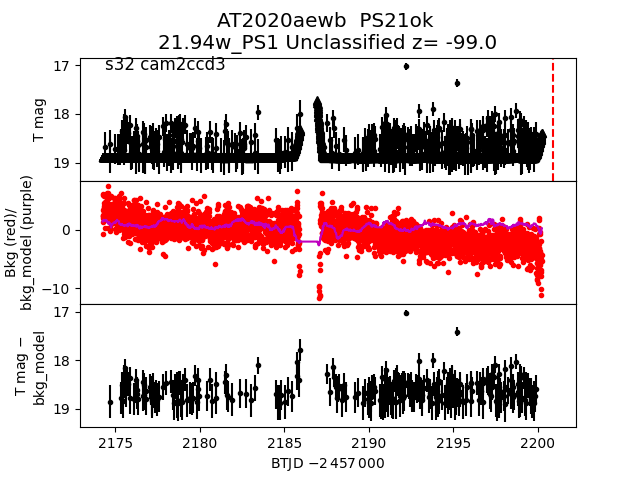 AT2020aewb  PS21ok
21.94w_PS1 Unclassified z= -99.0
s32 cam2ccd3
T mag
17
18
19
Bkg (red)/
bkg_model (purple)
0
−10
T mag −
bkg_model
17
18
19
2175 2180 2185 2190 2195 2200
BTJD −2 457 000